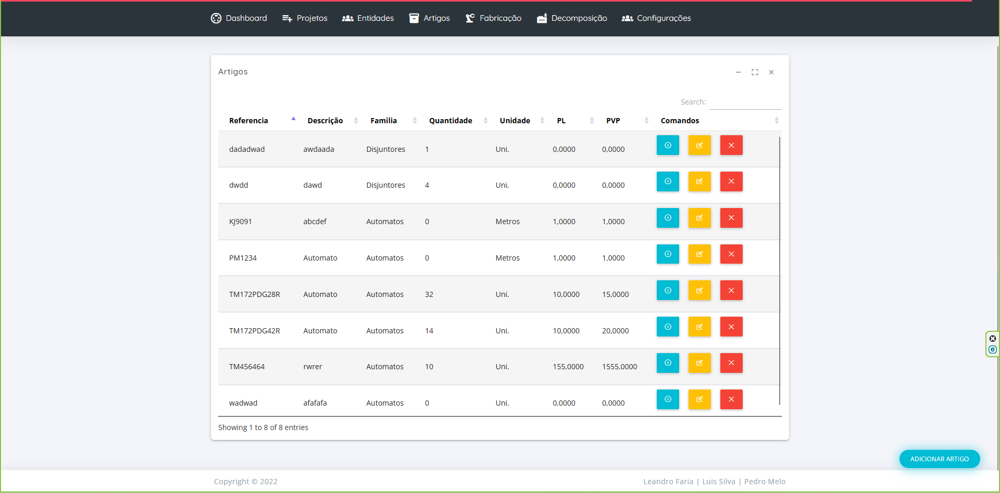 Dashboard Projetos Entidades Artigos Fabricação Decomposição Configurações
Artigos
Search:
Referencia Descrição Familia Quantidade Unidade PL PVP Comandos
dadadwad awdaada Disjuntores 1 Uni. 0,0000 0,0000
dwdd dawd Disjuntores 4 Uni. 0,0000 0,0000
KJ9091 abcdef Automatos 0 Metros 1,0000 1,0000
PM1234 Automato Automatos 0 Metros 1,0000 1,0000
TM172PDG28R Automato Automatos 32 Uni. 10,0000 15,0000
TM172PDG42R Automato Automatos 14 Uni. 10,0000 20,0000
TM456464 rwrer Automatos 10 Uni. 155,0000 1555,0000
wadwad afafafa Automatos 0 Uni. 0,0000 0,0000
Showing 1 to 8 of 8 entries
ADICIONAR ARTIGO
Copyright © 2022 Leandro Faria | Luis Silva | Pedro Melo